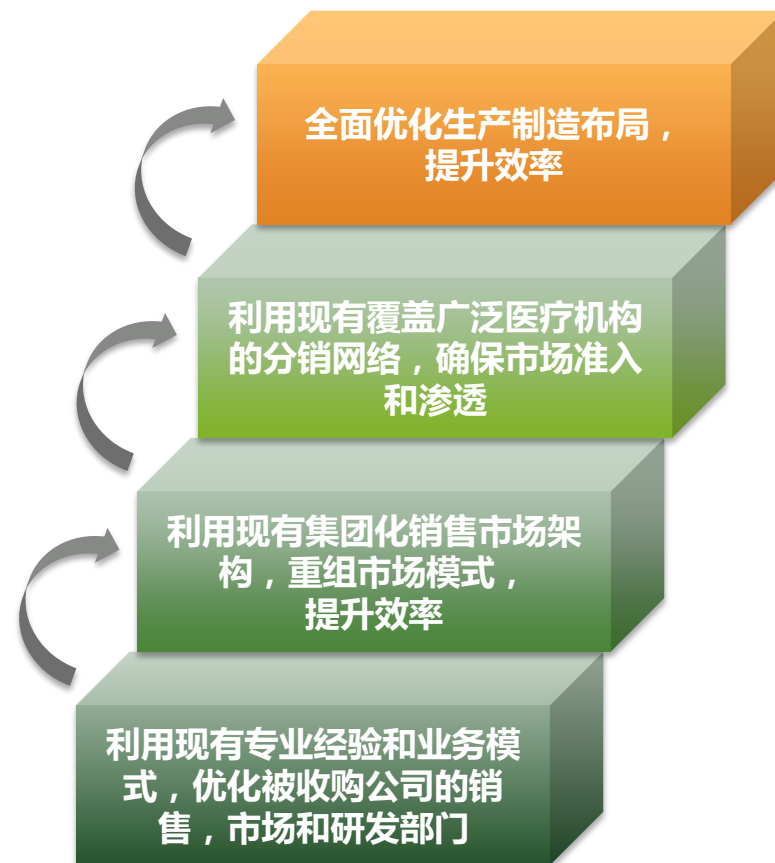 全面优化生产制造布局，
提升效率
利用现有覆盖广泛医疗机构
的分销网络，确保市场准入
和渗透
利用现有集团化销售市场架
构，重组市场模式，
提升效率
利用现有专业经验和业务模
式，优化被收购公司的销
售，市场和研发部门